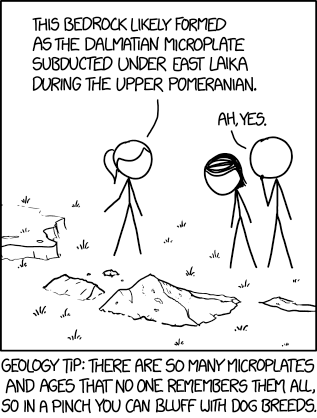 THIS BEDROCK LIKELY FORMED
AS THE DALMATIAN MICROPLATE
SUBDUCTED UNDER EAST LAIKA
DURING THE UPPER POMERANIAN.
AH, YES.
GEOLOGY TIP: THERE ARE SO MANY MICROPLATES
AND AGES THAT NO ONE REMEMBERS THEM ALL,
SO IN A PINCH YOU CAN BLUFF WITH DOG BREEDS.